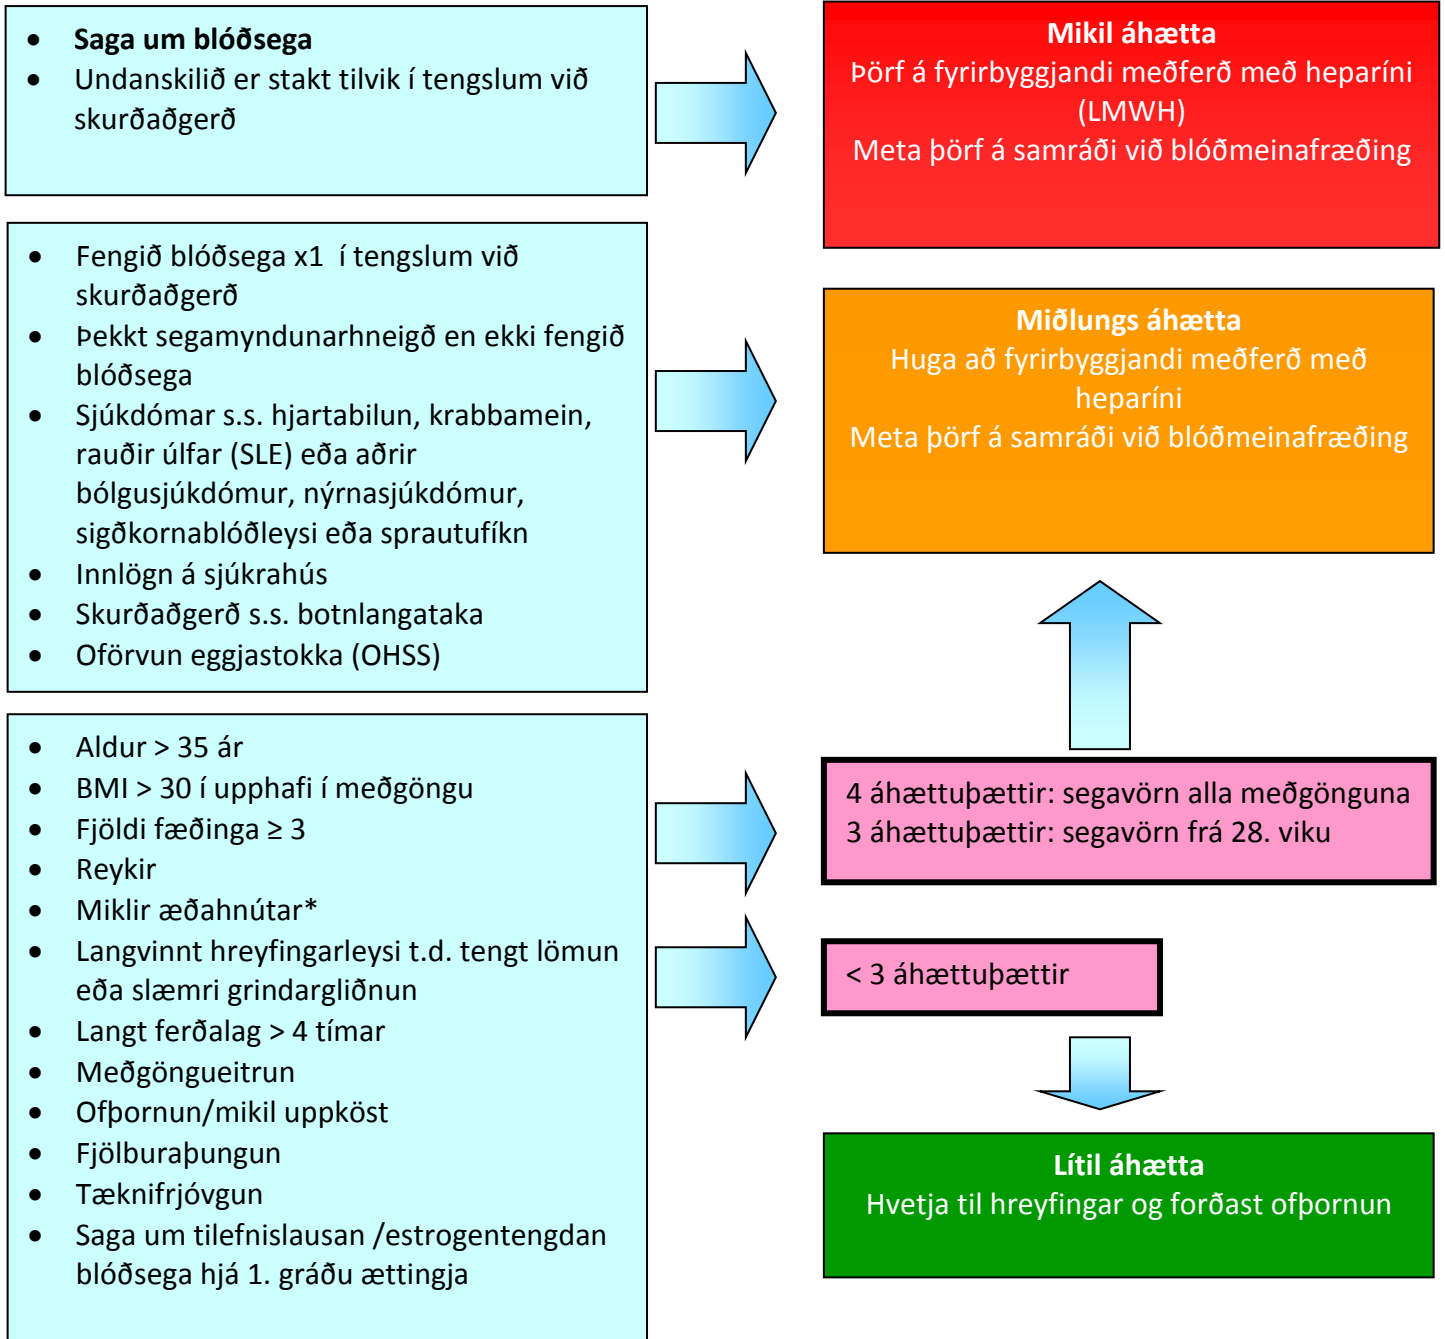 • Saga um blóðsega
• Undanskilið er stakt tilvik í tengslum við
skurðaðgerð
Mikil áhætta
Þörf á fyrirbyggjandi meðferð með heparíni
(LMWH)
Meta þörf á samráði við blóðmeinafræðing
• Fengið blóðsega x1 í tengslum við
skurðaðgerð
• Þekkt segamyndunarhneigð en ekki fengið
blóðsega
• Sjúkdómar s.s. hjartabilun, krabbamein,
rauðir úlfar (SLE) eða aðrir
bólgusjúkdómur, nýrnasjúkdómur,
sigðkornablóðleysi eða sprautufíkn
• Innlögn á sjúkrahús
• Skurðaðgerð s.s. botnlangataka
• Oförvun eggjastokka (OHSS)
Miðlungs áhætta
Huga að fyrirbyggjandi meðferð með
heparíni
Meta þörf á samráði við blóðmeinafræðing
• Aldur > 35 ár
• BMI > 30 í upphafi í meðgöngu
• Fjöldi fæðinga ≥ 3
• Reykir
• Miklir æðahnútar*
• Langvinnt hreyfingarleysi t.d. tengt lömun
eða slæmri grindargliðnun
• Langt ferðalag > 4 tímar
• Meðgöngueitrun
• Ofþornun/mikil uppköst
• Fjölburaþungun
• Tæknifrjóvgun
• Saga um tilefnislausan /estrogentengdan
blóðsega hjá 1. gráðu ættingja
4 áhættuþættir: segavörn alla meðgönguna
3 áhættuþættir: segavörn frá 28. viku
< 3 áhættuþættir
Lítil áhætta
Hvetja til hreyfingar og forðast ofþornun